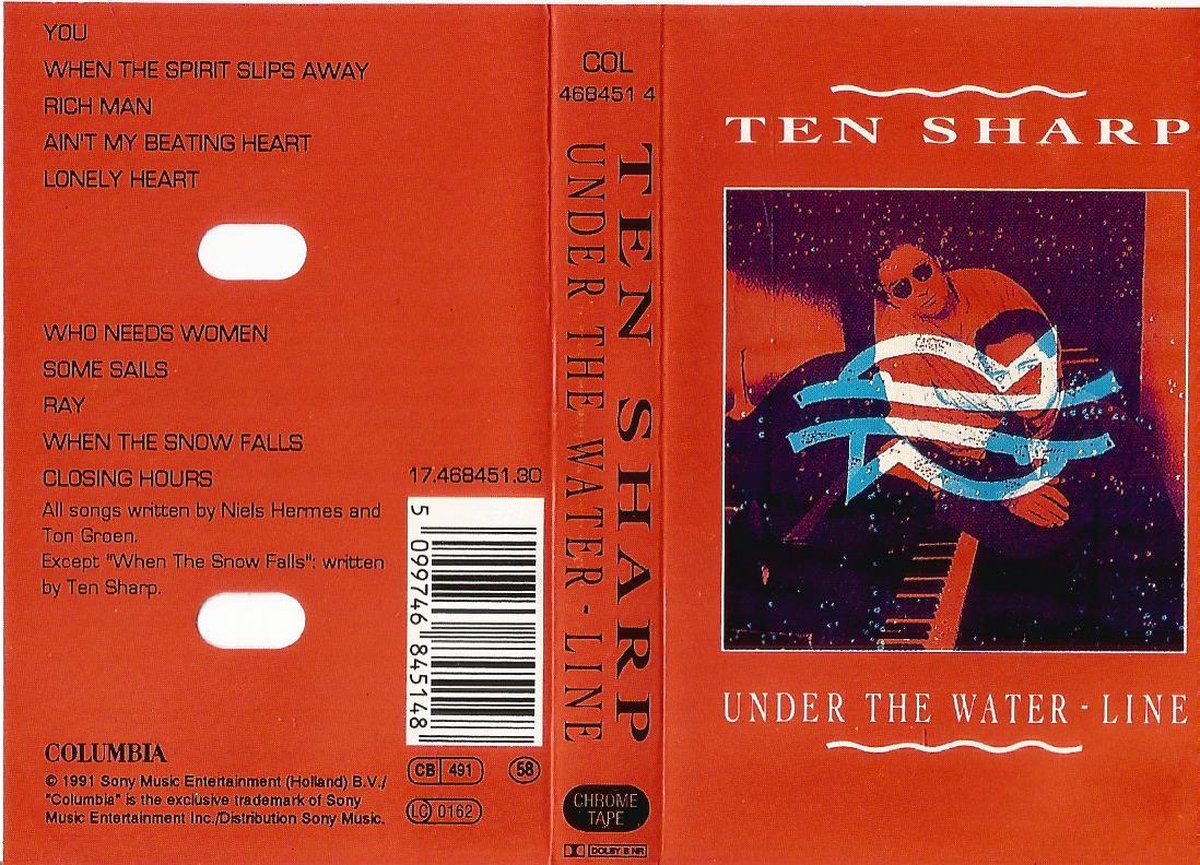 YOU
WHEN THE SPIRIT SLIPS AWAY
RICH MAN
AIN'T MY BEATING HEART
LONELY HEART
WHO NEEDS WOMEN
SOME SAILS
RAY
WHEN THE SNOW FALLS
CLOSING HOURS
All songs written by Niels Hermes and
Ton Groen.
Except "When The Snow Falls": written
by Ten Sharp.
17.468451.30
5 099746 845148
COLUMBIA
© 1991 Sony Music Entertainment (Holland) B.V./
"Columbia" is the exclusive trademark of Sony
Music Entertainment Inc./Distribution Sony Music.
CB 491
58
LC 0162
COL
468451 4
TEN SHARP
UNDER THE WATER-LINE
CHROME
TAPE
DOLBY B NR
TEN SHARP
UNDER THE WATER-LINE